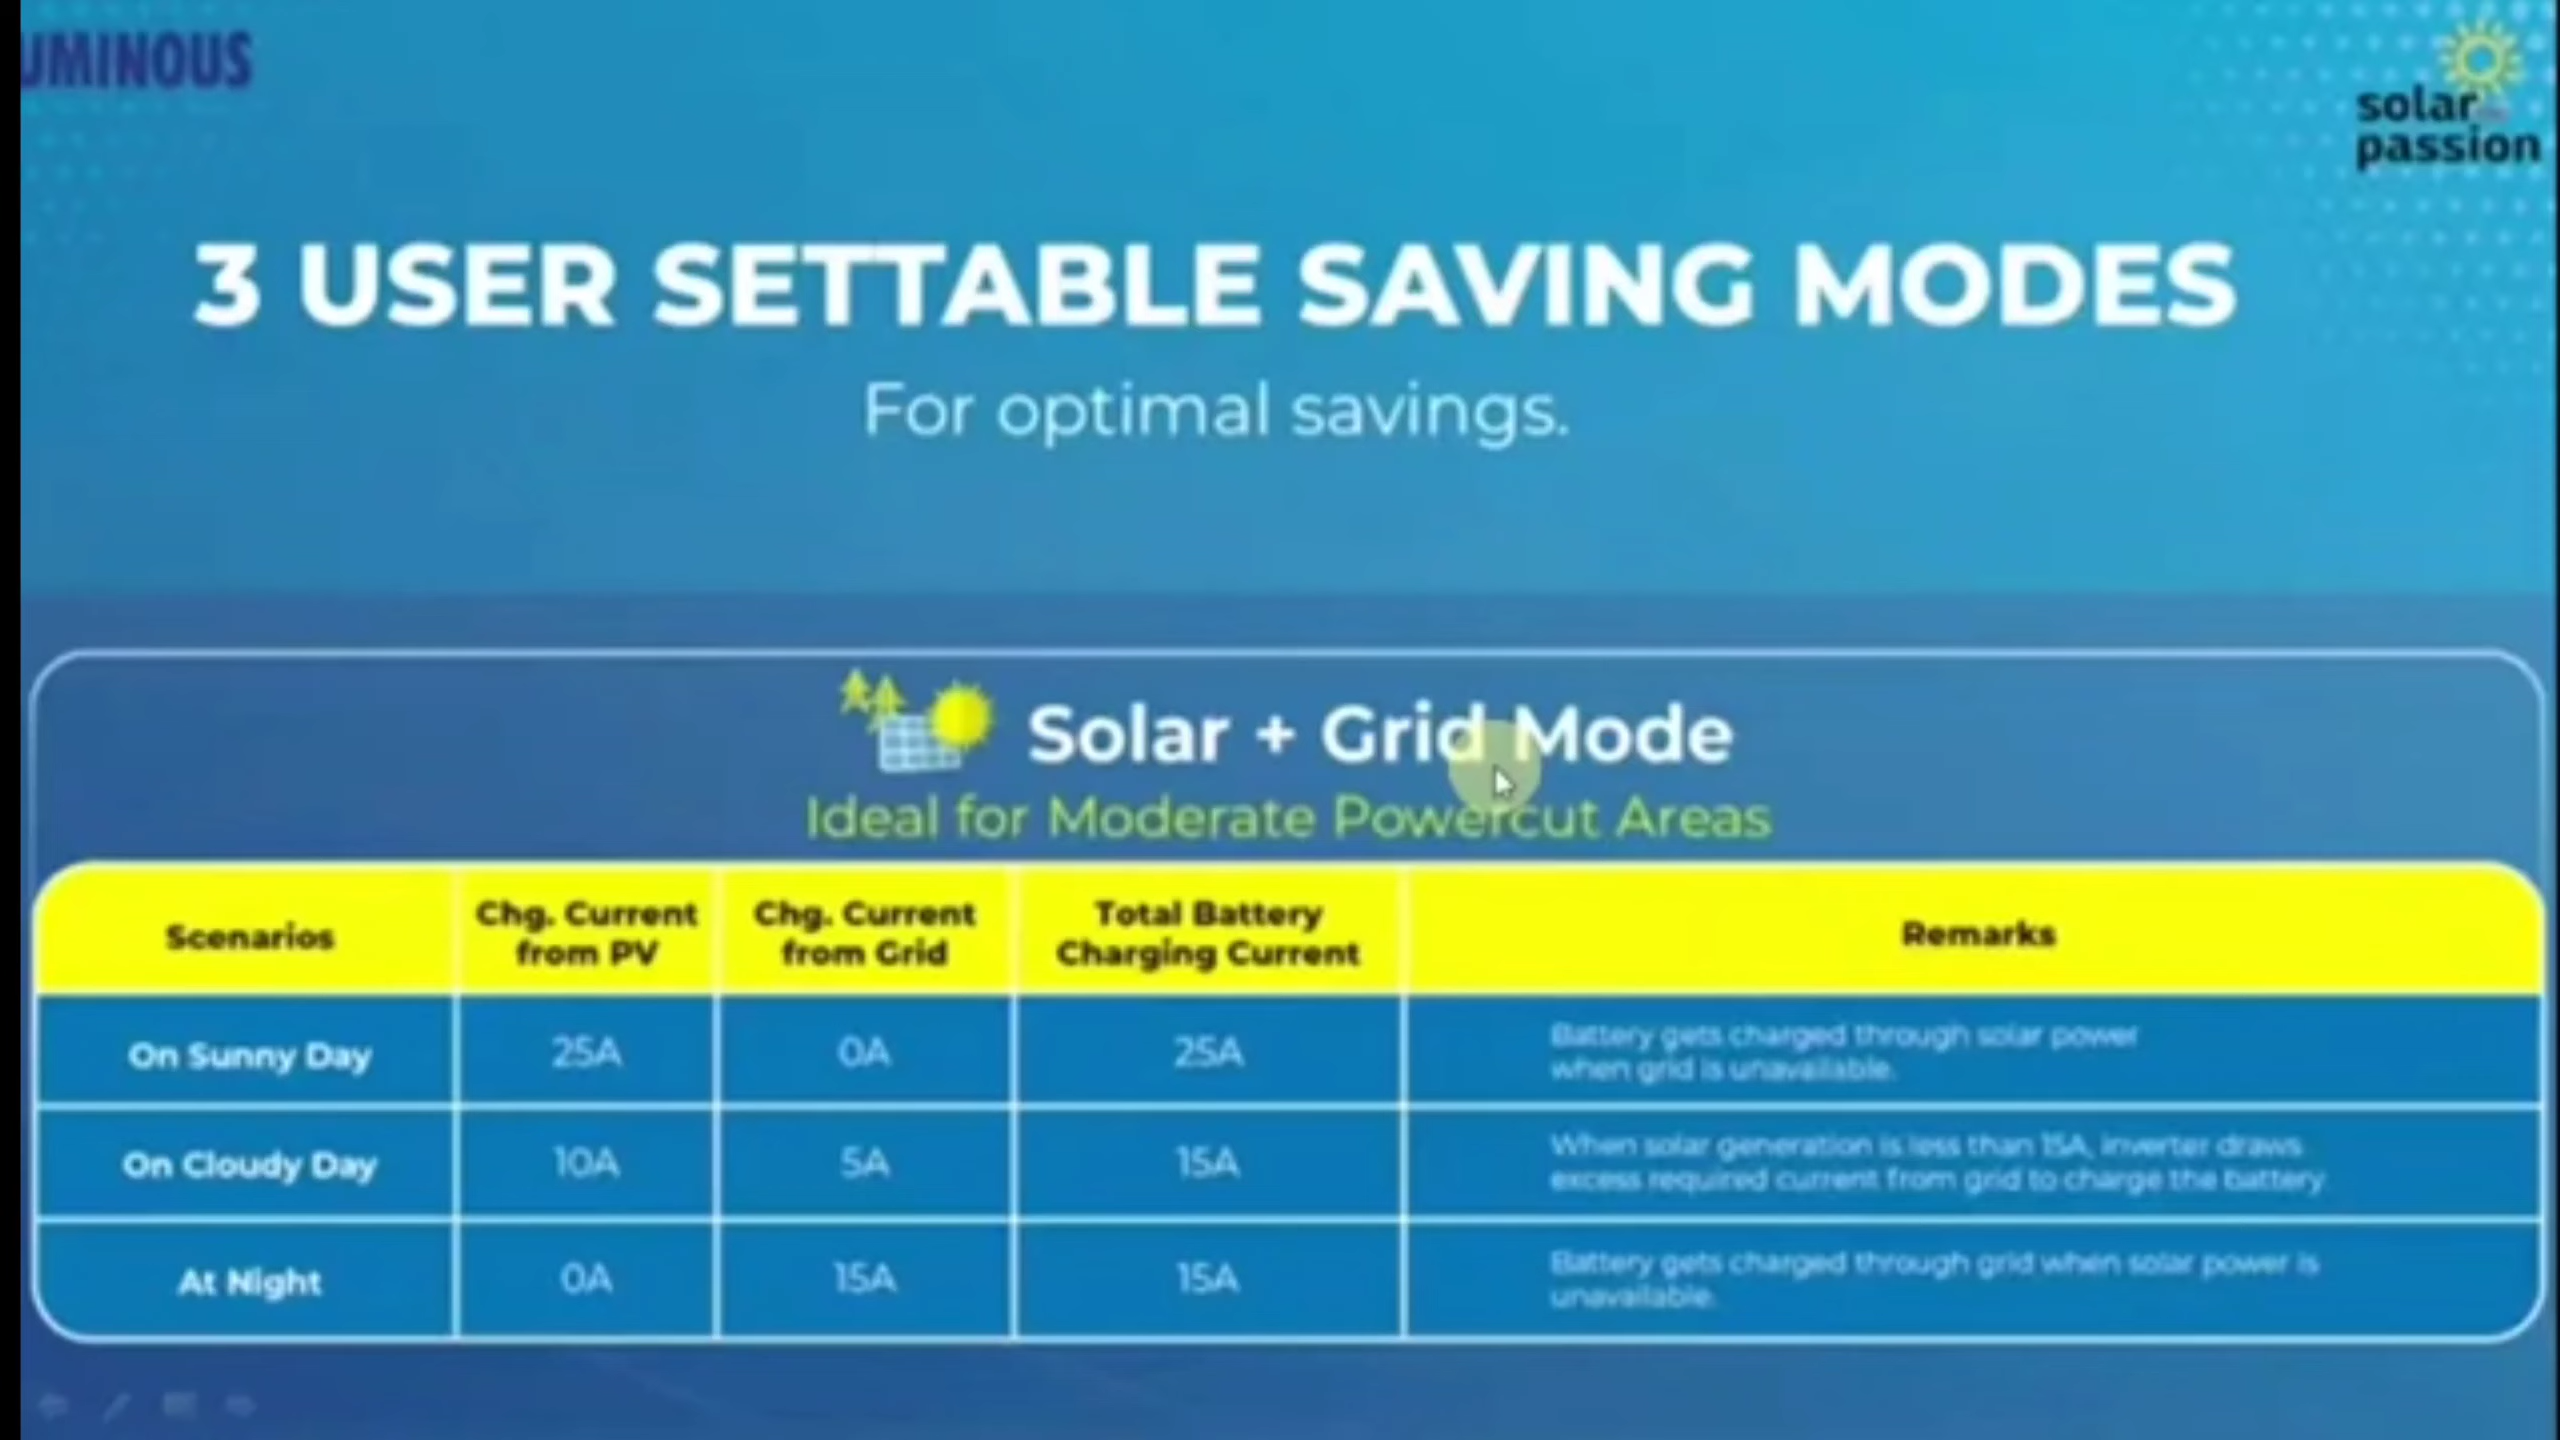 UMINOUS
solar
passion
3 USER SETTABLE SAVING MODES
For optimal savings.
Solar + Grid Mode
Ideal for Moderate Powercut Areas
Scenarios
Chg. Current
from PV
Chg. Current
from Grid
Total Battery
Charging Current
Remarks
On Sunny Day
25A
0A
25A
Battery gets charged through solar power
when grid is unavailable.
On Cloudy Day
10A
5A
15A
When solar generation is less than 15A, inverter draws
excess required current from grid to charge the battery
At Night
0A
15A
15A
Battery gets charged through grid when solar power is
unavailable.